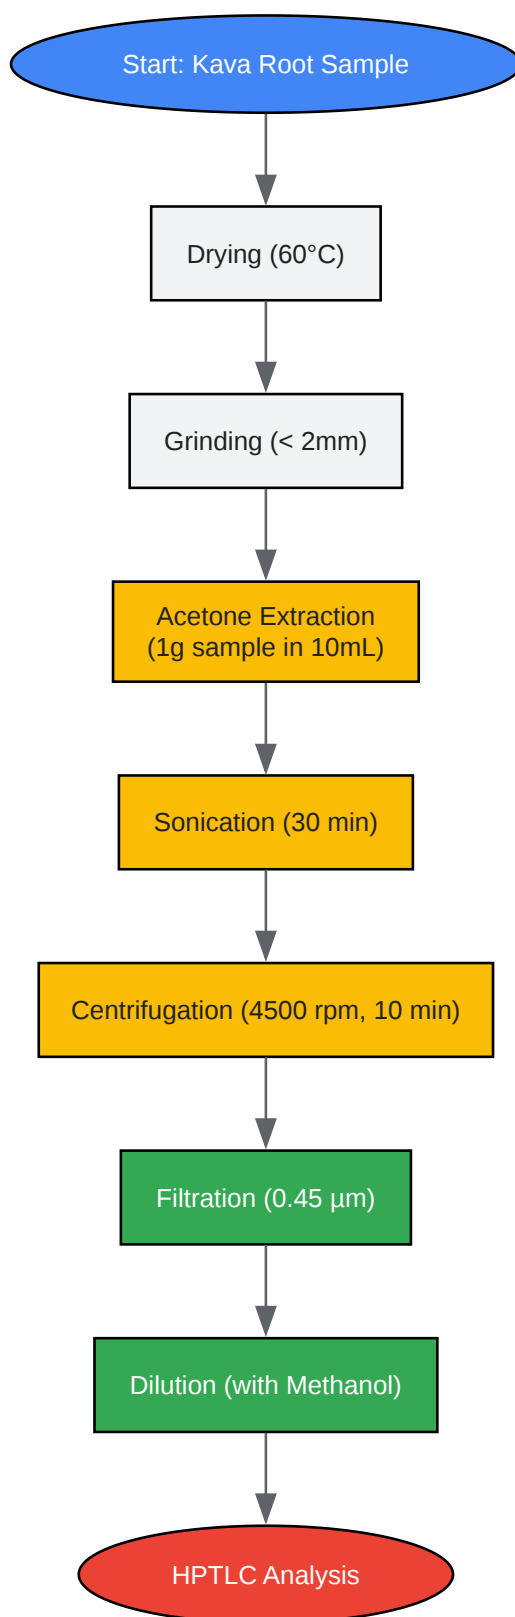 Start: Kava Root Sample
Drying (60°C)
Grinding (< 2mm)
Acetone Extraction
(1g sample in 10mL)
Sonication (30 min)
Centrifugation (4500 rpm, 10 min)
Filtration (0.45 µm)
Dilution (with Methanol)
HPTLC Analysis